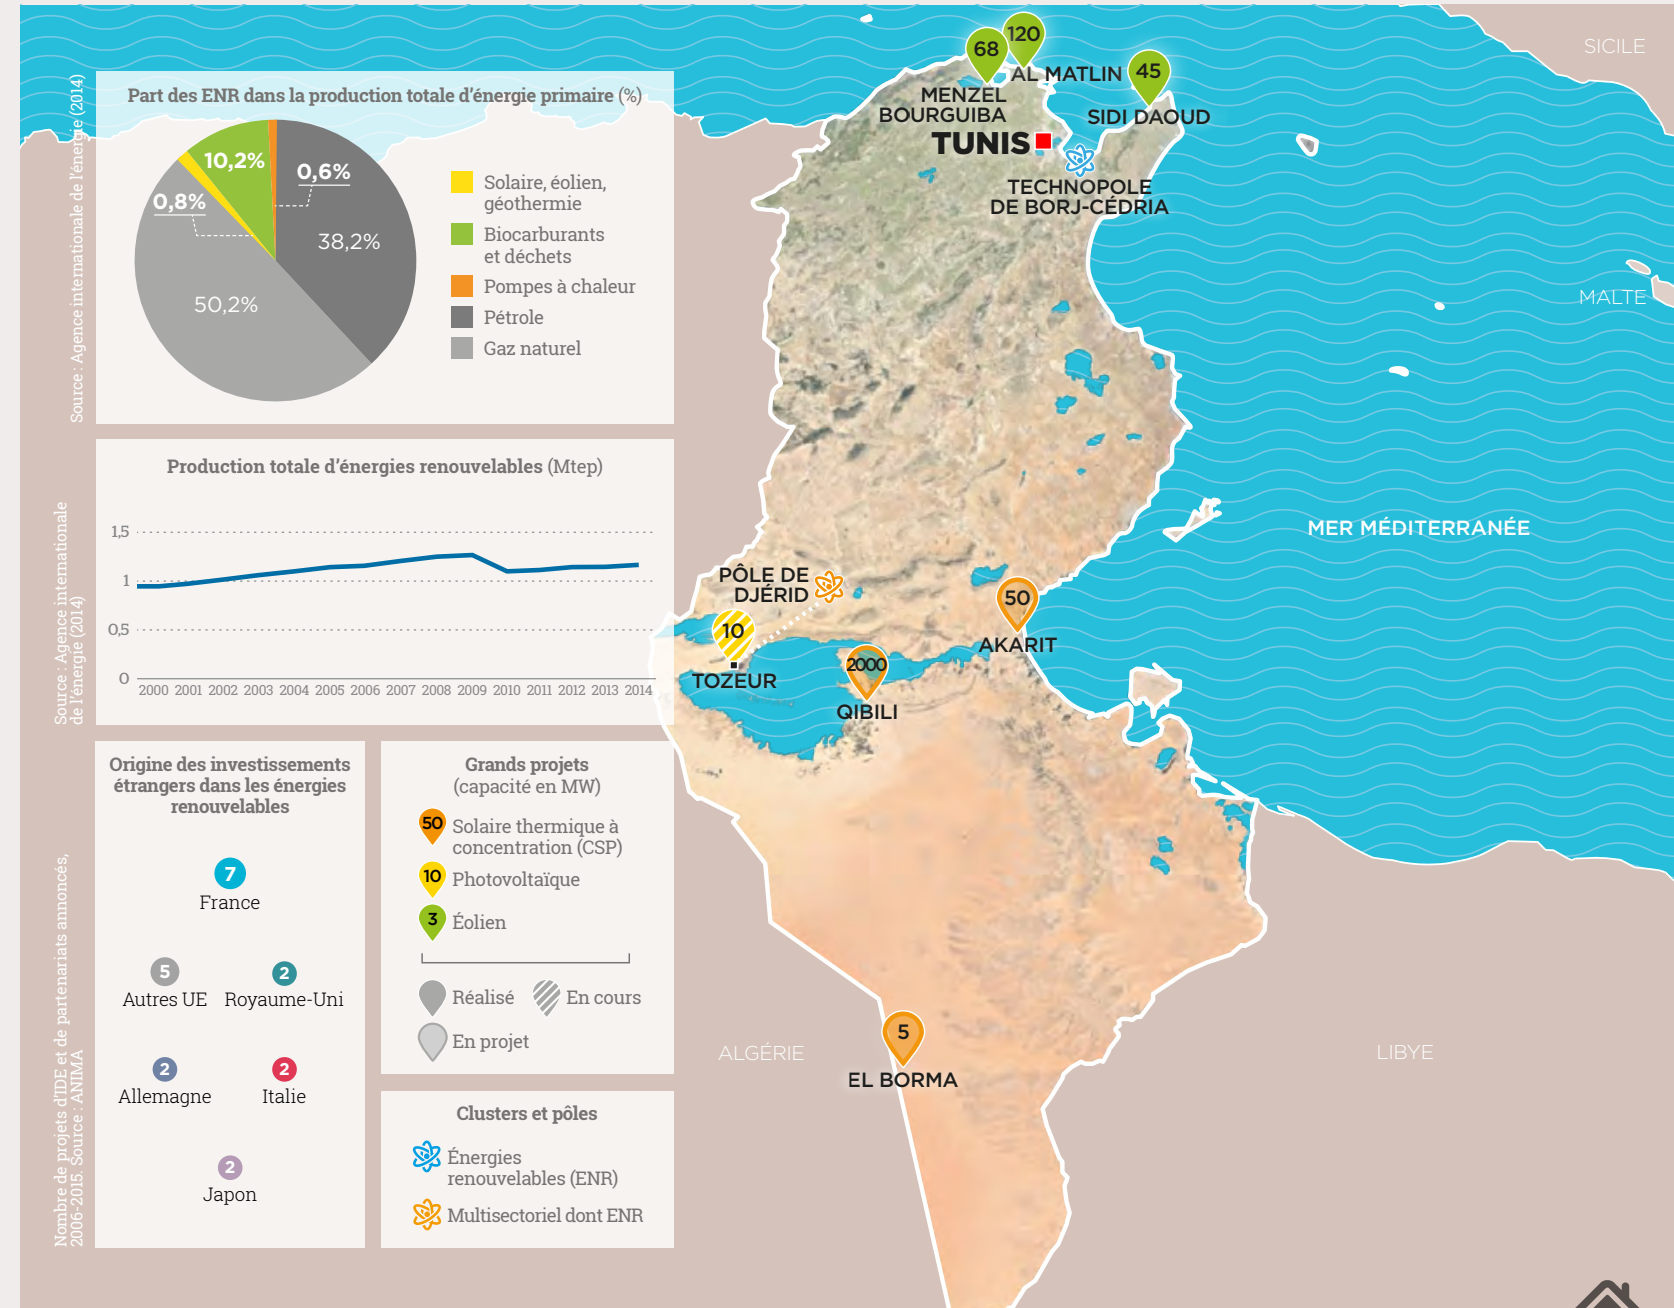 Part des ENR dans la production totale d’énergie primaire (%)
10,2%
0,6%
0,8%
38,2%
50,2%
Solaire, éolien,
géothermie
Biocarburants
et déchets
Pompes à chaleur
Pétrole
Gaz naturel
Source : Agence internationale de l’énergie (2014)
Production totale d’énergies renouvelables (Mtep)
1,5
1
0,5
0
2000 2001 2002 2003 2004 2005 2006 2007 2008 2009 2010 2011 2012 2013 2014
Source : Agence internationale
de l’énergie (2014)
Origine des investissements
étrangers dans les énergies
renouvelables
7
France
5
Autres UE
2
Royaume-Uni
2
Allemagne
2
Italie
2
Japon
Nombre de projets d’IDE et de partenariats annoncés,
2006-2015. Source : ANIMA
Grands projets
(capacité en MW)
50
Solaire thermique à
concentration (CSP)
10
Photovoltaïque
3
Éolien
Réalisé
En cours
En projet
Clusters et pôles
Énergies
renouvelables (ENR)
Multisectoriel dont ENR
68
120
45
AL MATLIN
MENZEL
BOURGUIBA
SIDI DAOUD
TUNIS
TECHNOPOLE
DE BORJ-CÉDRIA
SICILE
MALTE
MER MÉDITERRANÉE
PÔLE DE
DJÉRID
10
TOZEUR
2000
QIBILI
50
AKARIT
5
EL BORMA
ALGÉRIE
LIBYE